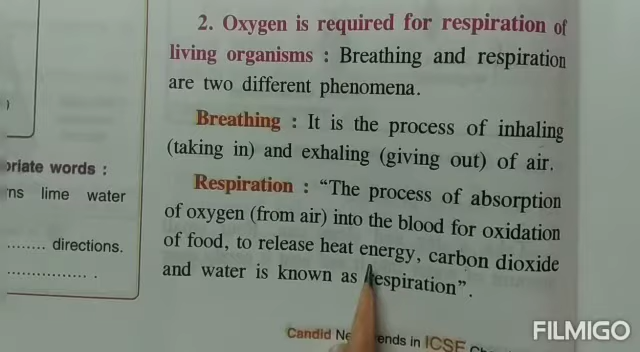 2. Oxygen is required for respiration of
living organisms : Breathing and respiration
are two different phenomena.
Breathing : It is the process of inhaling
(taking in) and exhaling (giving out) of air.
Respiration : “The process of absorption
of oxygen (from air) into the blood for oxidation
of food, to release heat energy, carbon dioxide
and water is known as respiration”.
words :
lime water
........ directions.
................ .
Candid in ICSE
FILMIGO